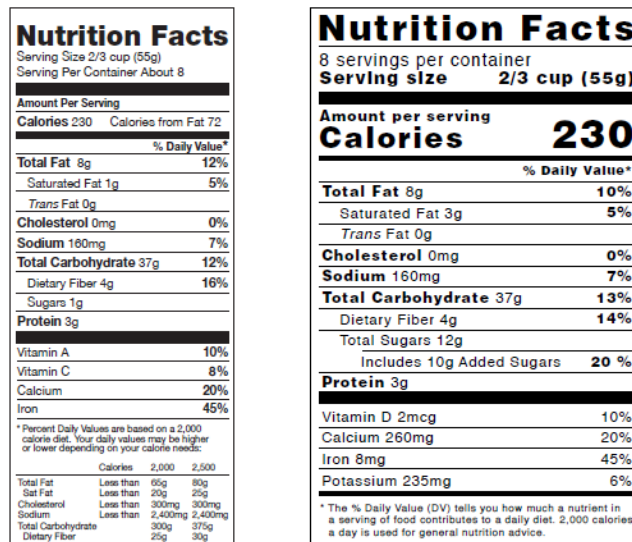 Nutrition Facts
Serving Size 2/3 cup (55g)
Serving Per Container About 8
Amount Per Serving
Calories 230 Calories from Fat 72
% Daily Value*
Total Fat 8g 12%
Saturated Fat 1g 5%
Trans Fat 0g
Cholesterol 0mg 0%
Sodium 160mg 7%
Total Carbohydrate 37g 12%
Dietary Fiber 4g 16%
Sugars 1g
Protein 3g
Vitamin A 10%
Vitamin C 8%
Calcium 20%
Iron 45%
* Percent Daily Values are based on a 2,000
calorie diet. Your daily values may be higher
or lower depending on your calorie needs:
Calories 2,000 2,500
Total Fat Less than 65g 80g
Sat Fat Less than 20g 25g
Cholesterol Less than 300mg 300mg
Sodium Less than 2,400mg 2,400mg
Total Carbohydrate 300g 375g
Dietary Fiber 25g 30g
Nutrition Facts
8 servings per container
Serving size 2/3 cup (55g)
Amount per serving
Calories 230
% Daily Value*
Total Fat 8g 10%
Saturated Fat 3g 5%
Trans Fat 0g
Cholesterol 0mg 0%
Sodium 160mg 7%
Total Carbohydrate 37g 13%
Dietary Fiber 4g 14%
Total Sugars 12g
Includes 10g Added Sugars 20 %
Protein 3g
Vitamin D 2mcg 10%
Calcium 260mg 20%
Iron 8mg 45%
Potassium 235mg 6%
* The % Daily Value (DV) tells you how much a nutrient in
a serving of food contributes to a daily diet. 2,000 calories
a day is used for general nutrition advice.